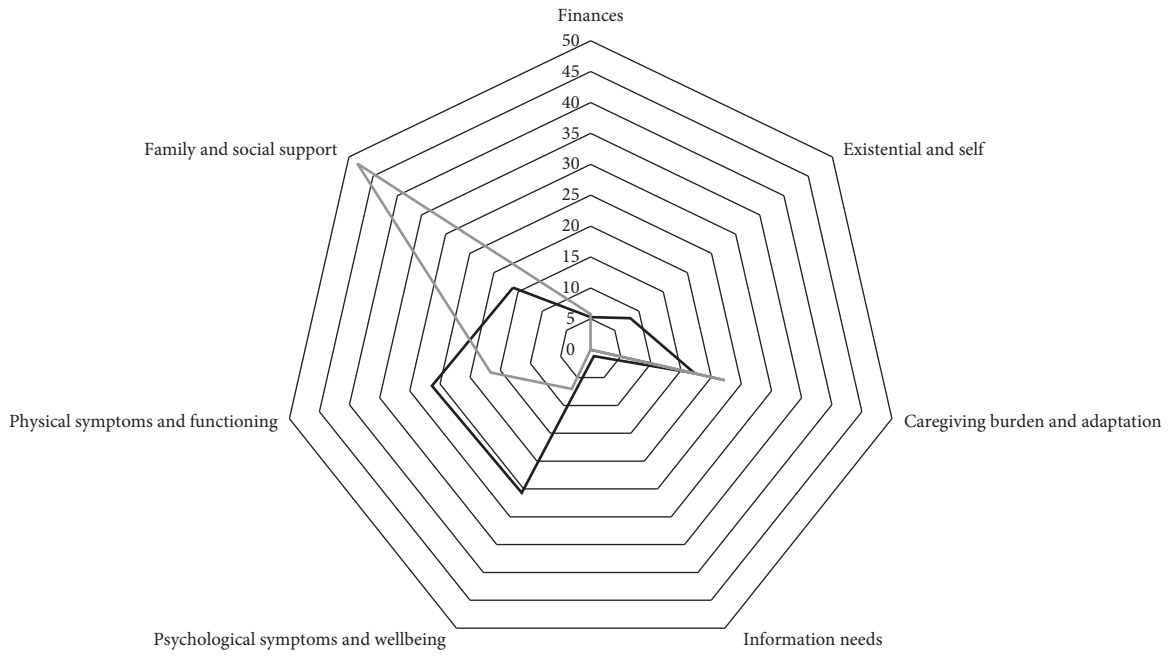 Finances
50
45
40
35
30
25
20
15
10
5
0
Family and social support
Existential and self
Physical symptoms and functioning
Caregiving burden and adaptation
Psychological symptoms and wellbeing
Information needs